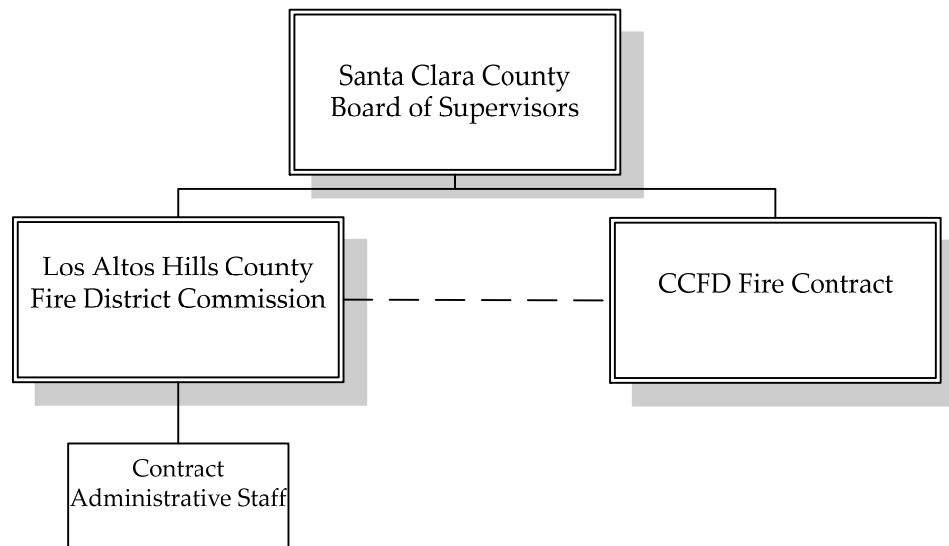 Santa Clara County
Board of Supervisors
Los Altos Hills County
Fire District Commission
CCFD Fire Contract
Contract
Administrative Staff